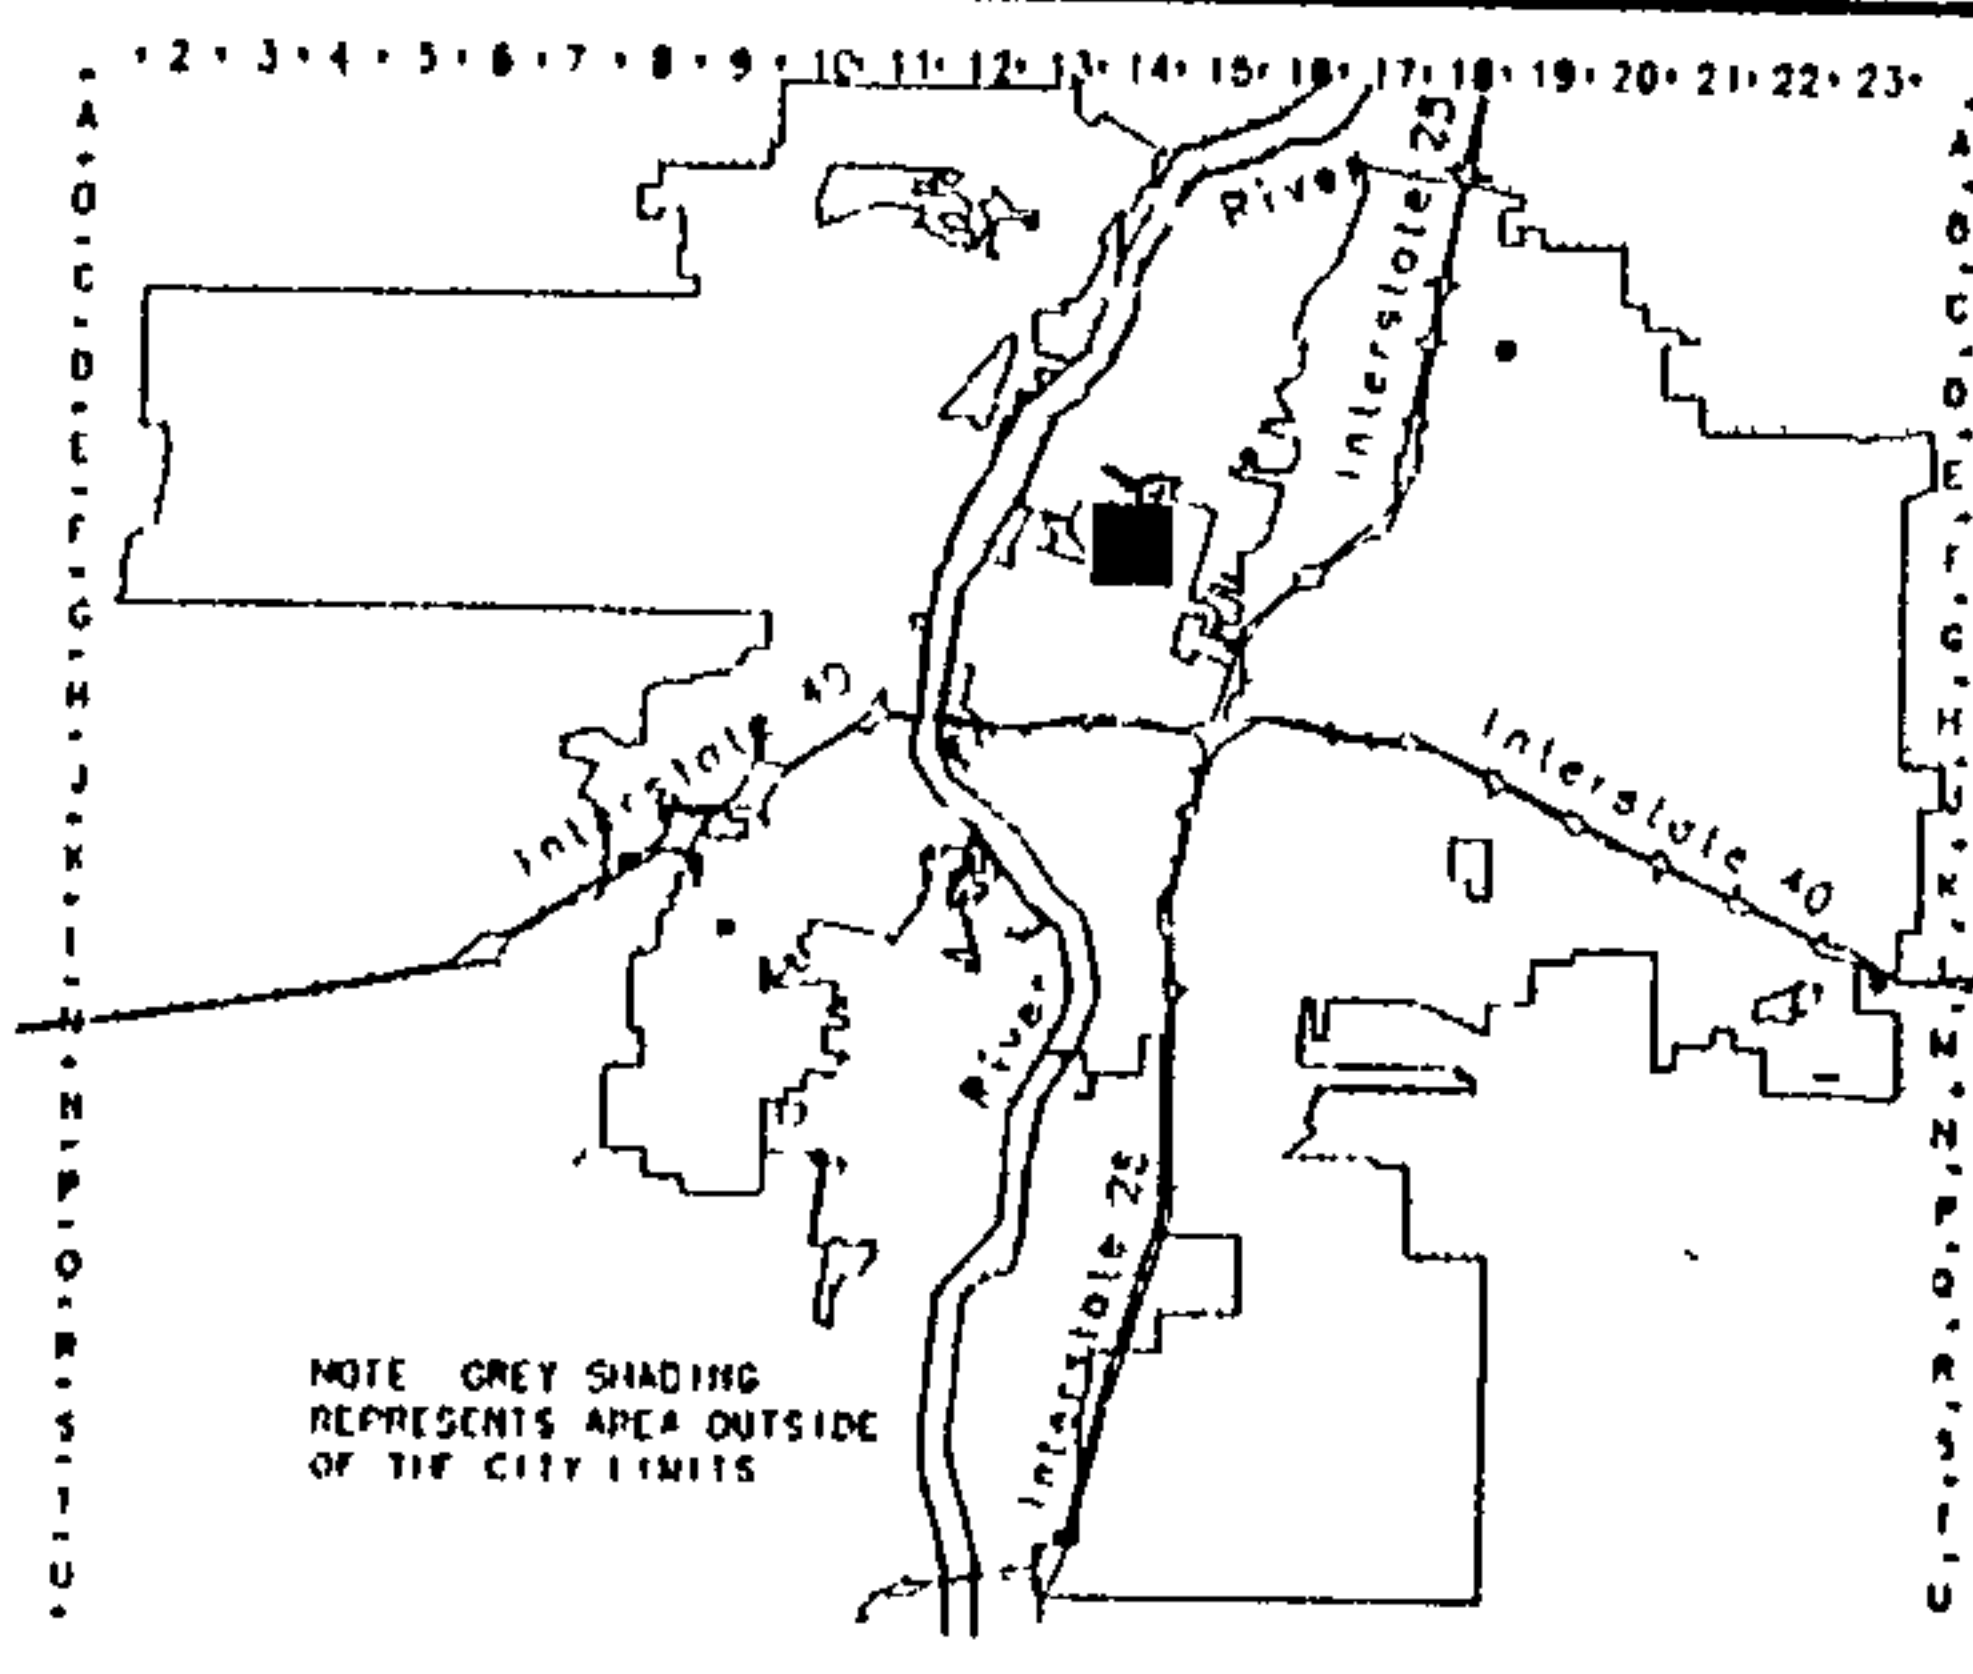 2 3 4 5 6 7 8 9 10 11 12 13 14 15 16 17 18 19 20 21 22 23
A
B
C
D
E
F
G
H
J
K
L
M
N
P
Q
R
S
T
U
River
Interstate 25
Interstate 40
Interstate 40
River
Interstate 25
NOTE GREY SHADING
REPRESENTS AREA OUTSIDE
OF THE CITY LIMITS
A
B
C
D
E
F
G
H
J
K
L
M
N
P
Q
R
S
T
U